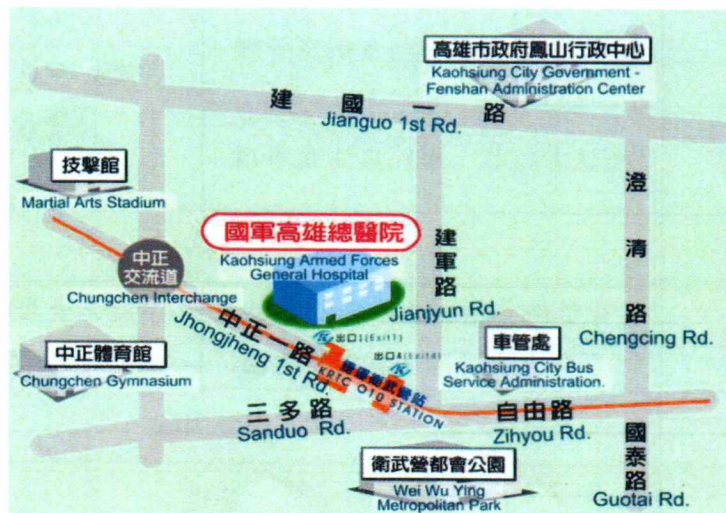 高雄市政府鳳山行政中心
Kaohsiung City Government -
Fenshan Administration Center
建國一路
Jianguo 1st Rd.
技擊館
Martial Arts Stadium
澄清路
Chengcing Rd.
國軍高雄總醫院
Kaohsiung Armed Forces
General Hospital
建軍路
Jianjyun Rd.
中正
交流道
Chungchen Interchange
中正一路
Jhongjheng 1st Rd.
出口1(Exit1)
出口4(Exit4)
捷運衛武營站
KRTC O10 STATION
車管處
Kaohsiung City Bus
Service Administration.
中正體育館
Chungchen Gymnasium
三多路
Sanduo Rd.
自由路
Zihyou Rd.
衛武營都會公園
Wei Wu Ying
Metropolitan Park
國泰路
Guotai Rd.